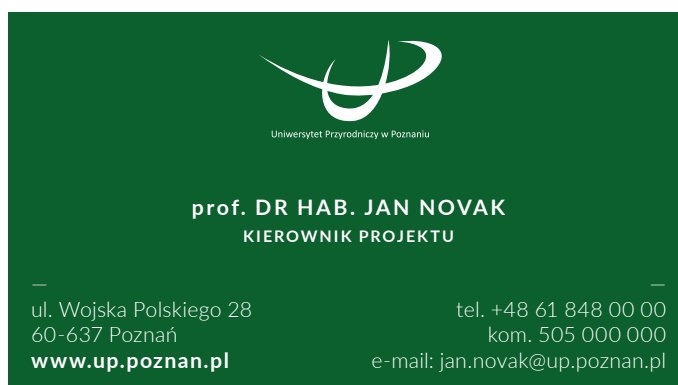 Uniwersytet Przyrodniczy w Poznaniu
prof. DR HAB. JAN NOVAK
KIEROWNIK PROJEKTU
—
ul. Wojska Polskiego 28
60-637 Poznań
www.up.poznan.pl
—
tel. +48 61 848 00 00
kom. 505 000 000
e-mail: jan.novak@up.poznan.pl